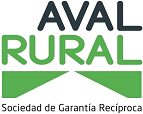 AVAL
RURAL
Sociedad de Garantía Recíproca